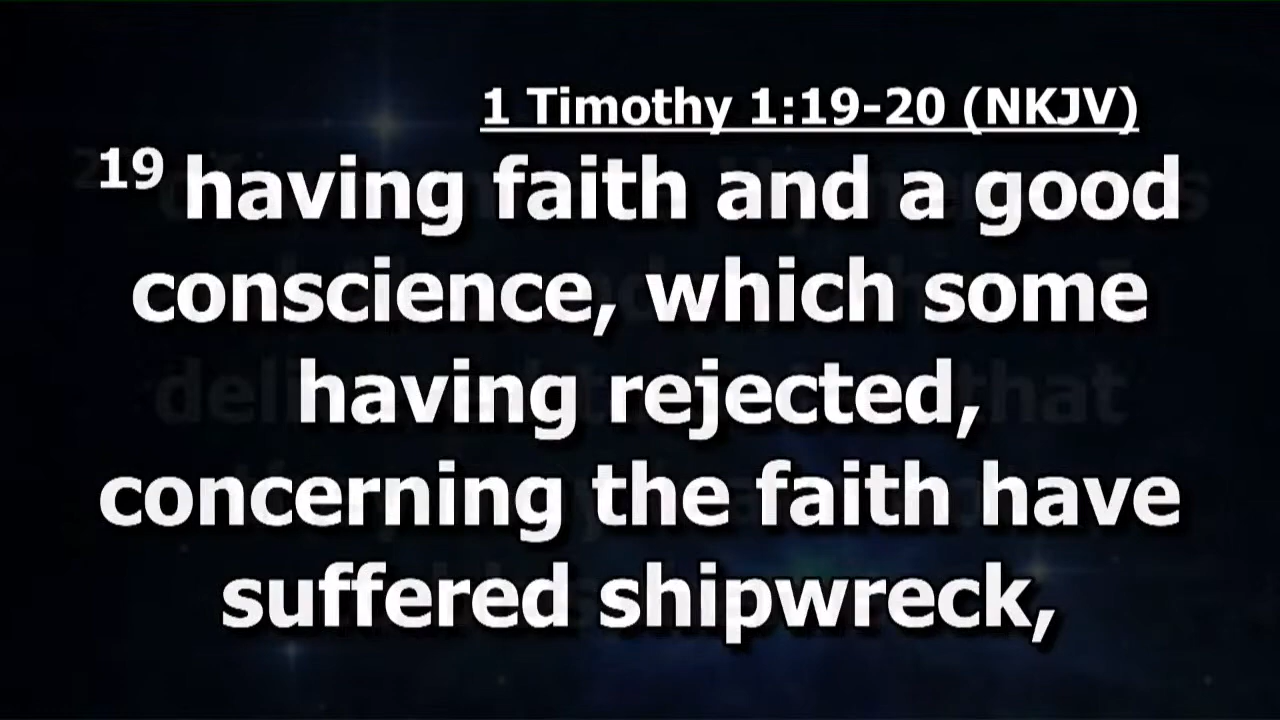 1 Timothy 1:19-20 (NKJV)
19 having faith and a good
conscience, which some
having rejected,
concerning the faith have
suffered shipwreck,